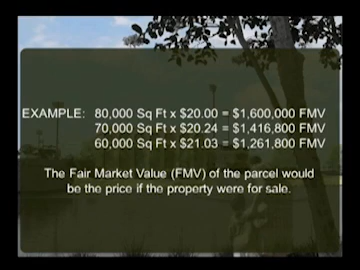 EXAMPLE: 80,000 Sq Ft x $20.00 = $1,600,000 FMV
70,000 Sq Ft x $20.24 = $1,416,800 FMV
60,000 Sq Ft x $21.03 = $1,261,800 FMV
The Fair Market Value (FMV) of the parcel would
be the price if the property were for sale.